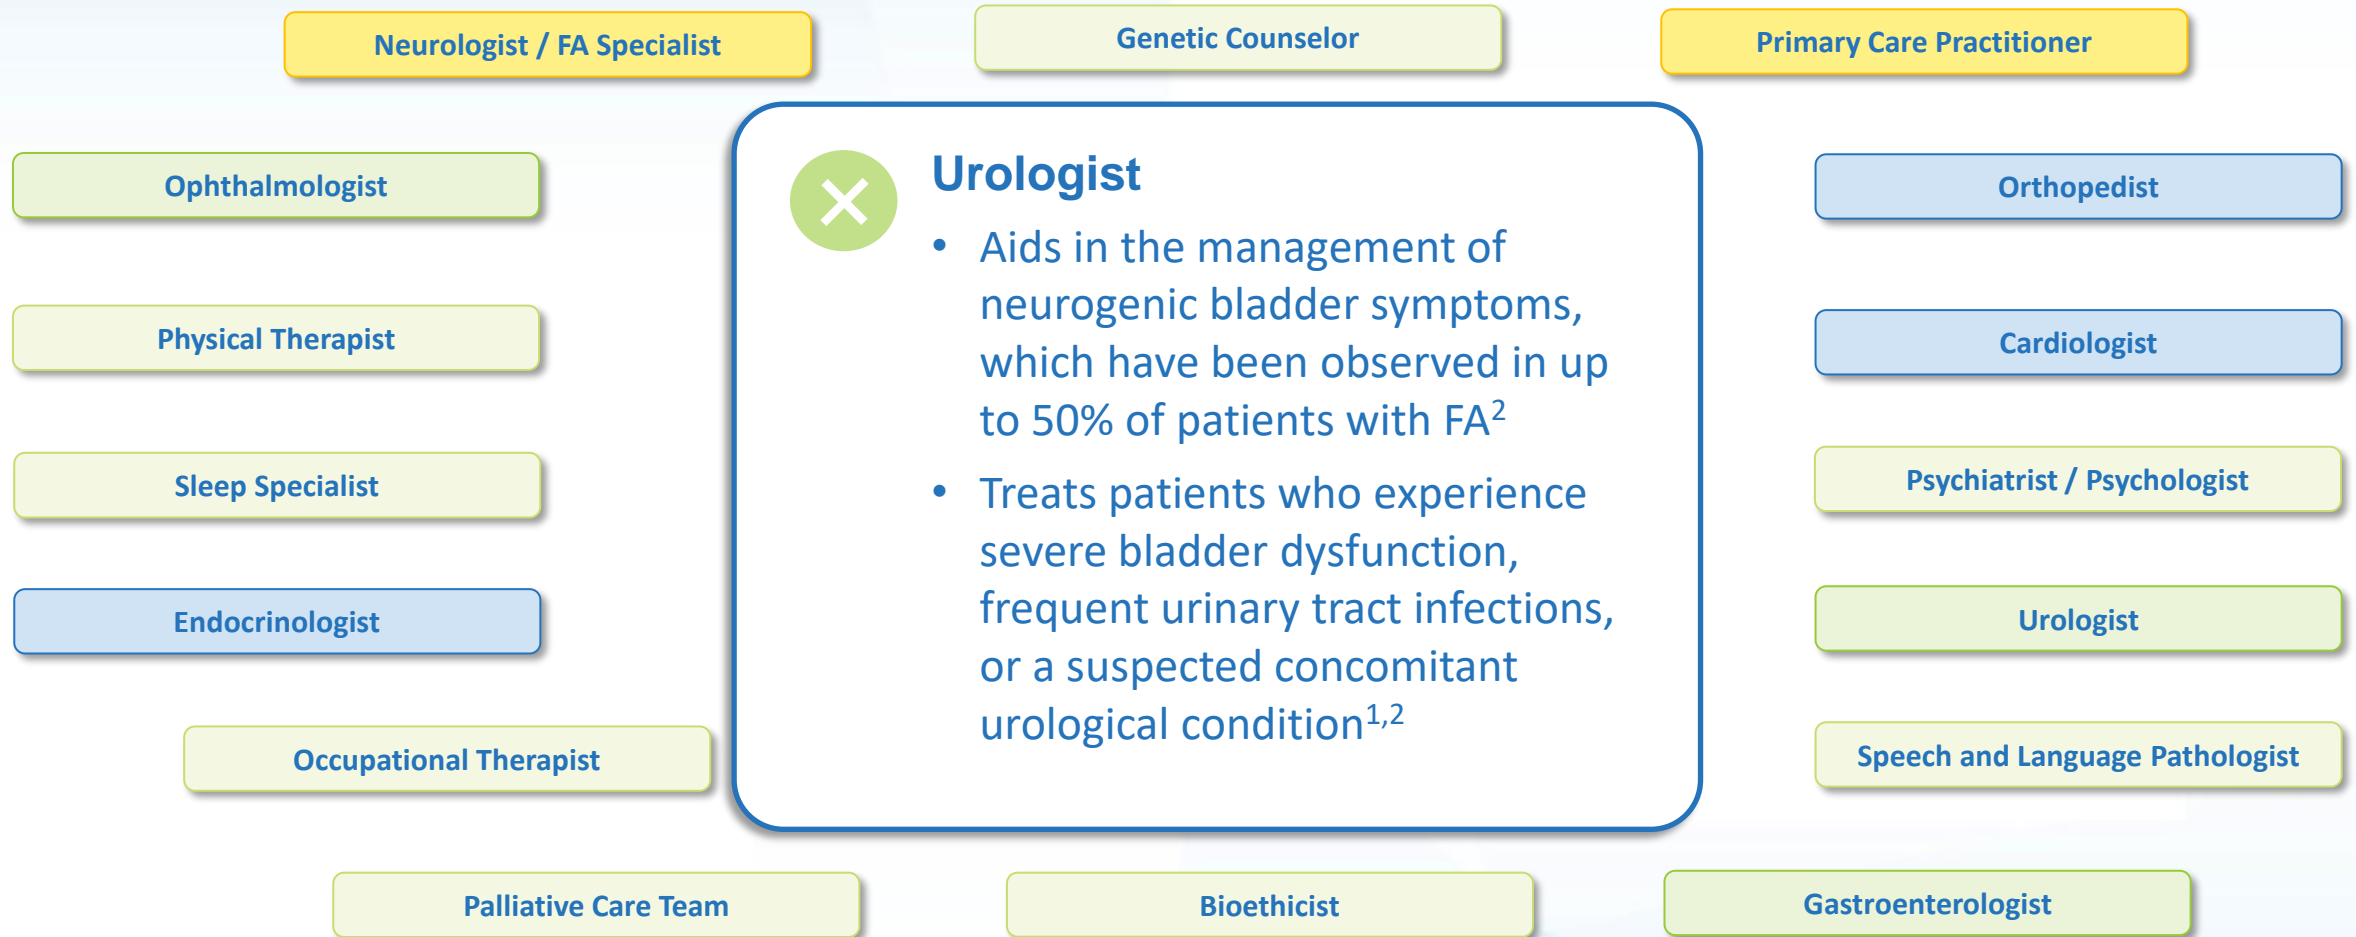 Neurologist / FA Specialist
Genetic Counselor
Primary Care Practitioner
Ophthalmologist
Physical Therapist
Sleep Specialist
Endocrinologist
Occupational Therapist
Urologist
• Aids in the management of
neurogenic bladder symptoms,
which have been observed in up
to 50% of patients with FA²
• Treats patients who experience
severe bladder dysfunction,
frequent urinary tract infections,
or a suspected concomitant
urological condition¹,²
Orthopedist
Cardiologist
Psychiatrist / Psychologist
Urologist
Speech and Language Pathologist
Palliative Care Team
Bioethicist
Gastroenterologist